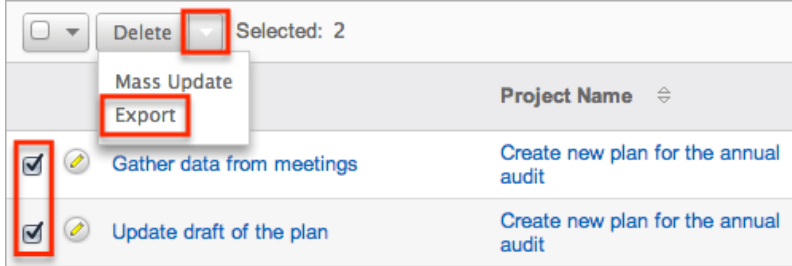 Delete Selected: 2
Mass Update
Export
Project Name
Gather data from meetings
Create new plan for the annual
audit
Update draft of the plan
Create new plan for the annual
audit